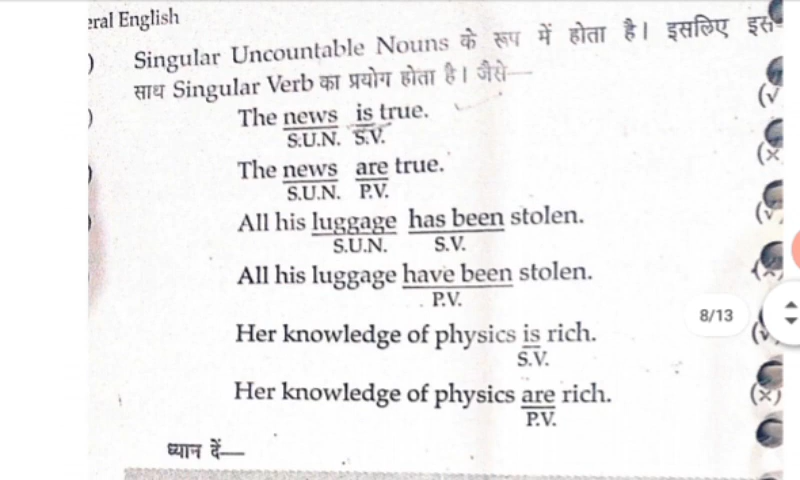 eral English
) Singular Uncountable Nouns के रूप में होता है। इसलिए इस
साथ Singular Verb का प्रयोग होता है। जैसे—
) The news is true. (√
S.U.N. S.V.
The news are true. (×
S.U.N. P.V.
All his luggage has been stolen. (√
S.U.N. S.V.
All his luggage have been stolen. (×)
P.V.
8/13
Her knowledge of physics is rich. (√
S.V.
Her knowledge of physics are rich. (×)
P.V.
ध्यान दें—